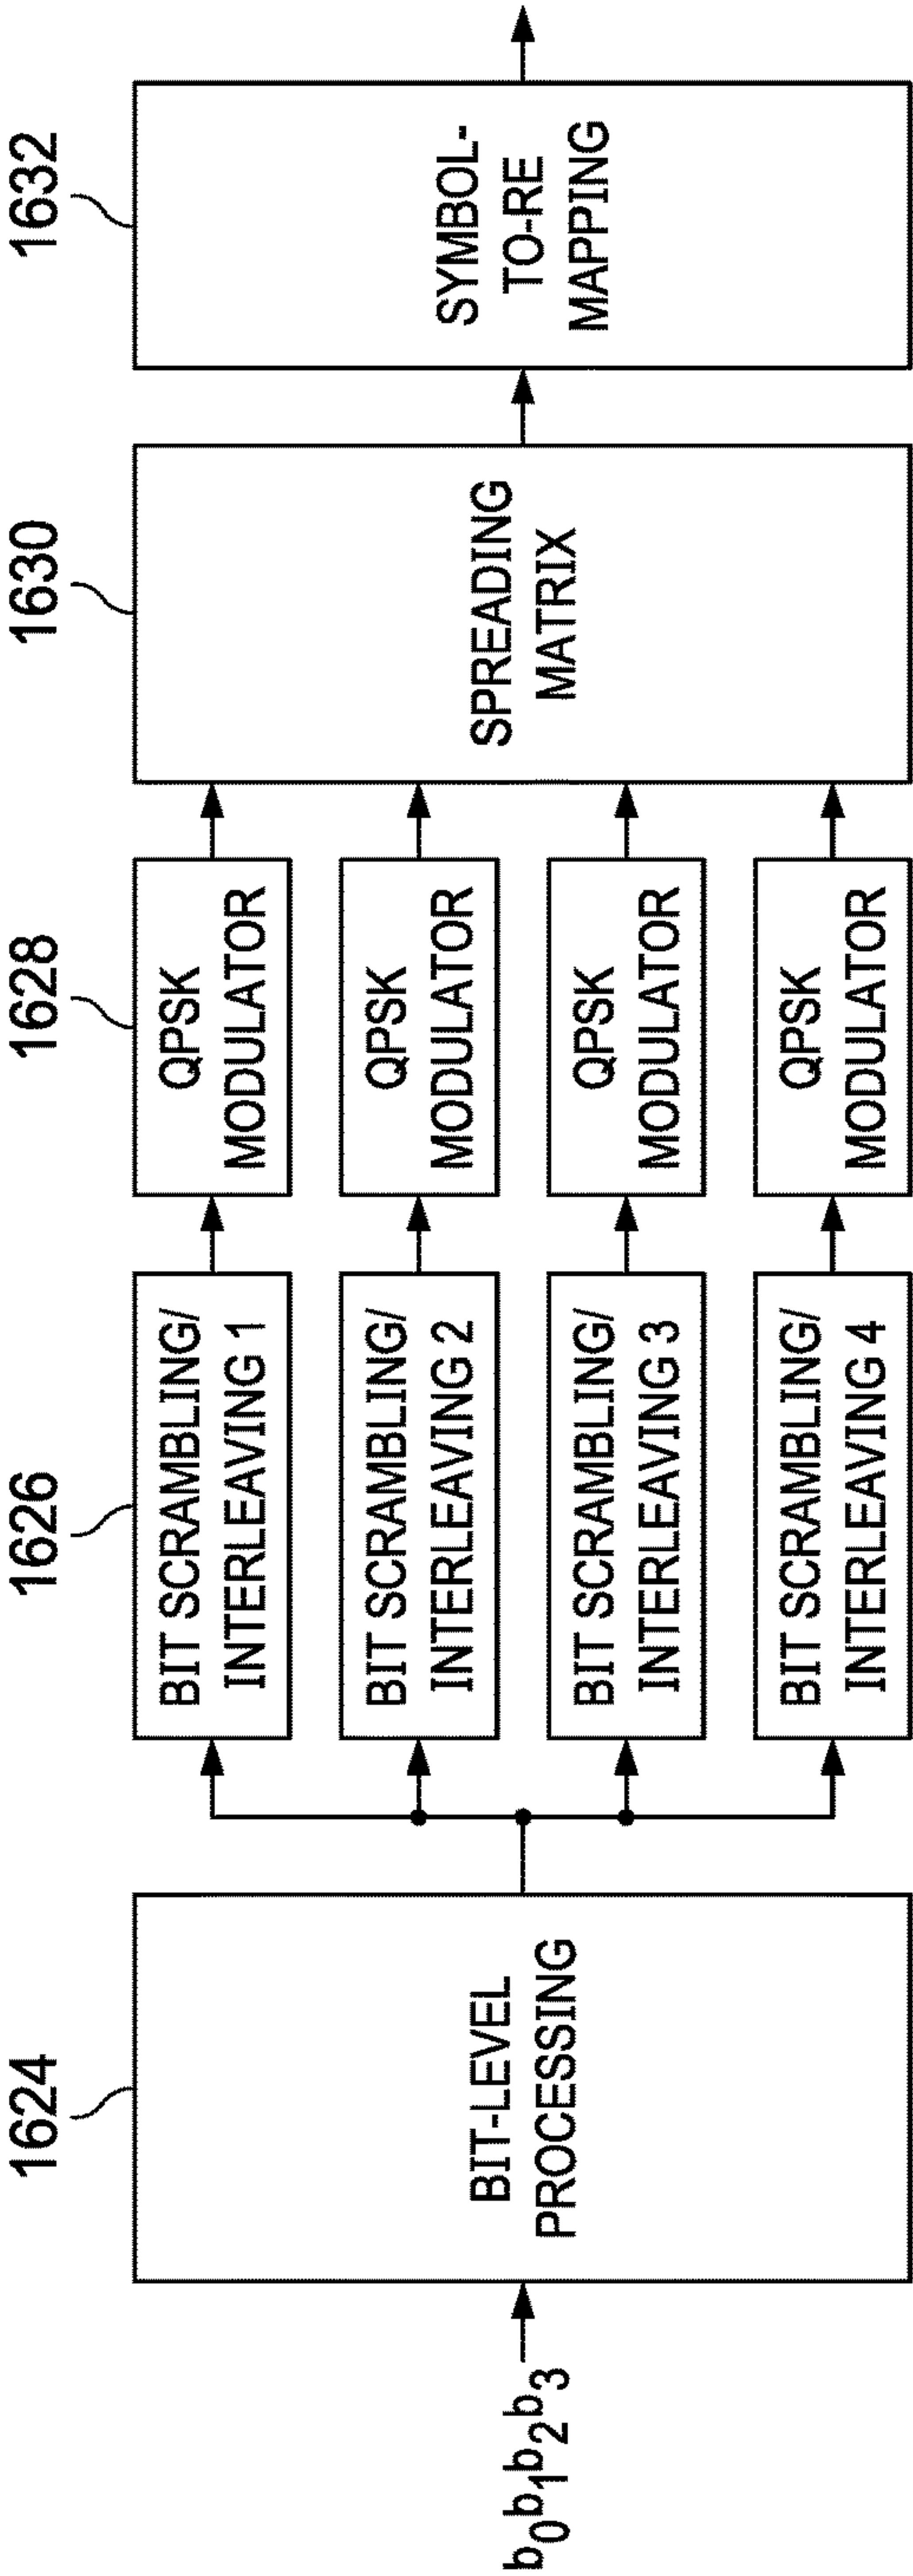 1624
1626
1628
1630
1632
b0b1b2b3
BIT-LEVEL
PROCESSING
BIT SCRAMBLING/
INTERLEAVING 1
BIT SCRAMBLING/
INTERLEAVING 2
BIT SCRAMBLING/
INTERLEAVING 3
BIT SCRAMBLING/
INTERLEAVING 4
QPSK
MODULATOR
QPSK
MODULATOR
QPSK
MODULATOR
QPSK
MODULATOR
SPREADING
MATRIX
SYMBOL-
TO-RE
MAPPING